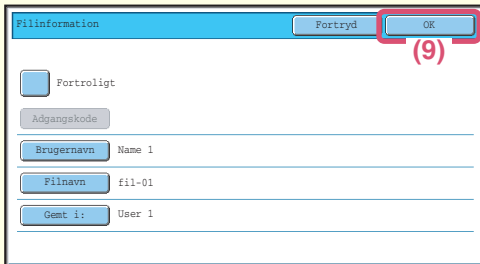 Filinformation Fortryd OK
(9)
Fortroligt
Adgangskode
Brugernavn Name 1
Filnavn fil-01
Gemt i: User 1